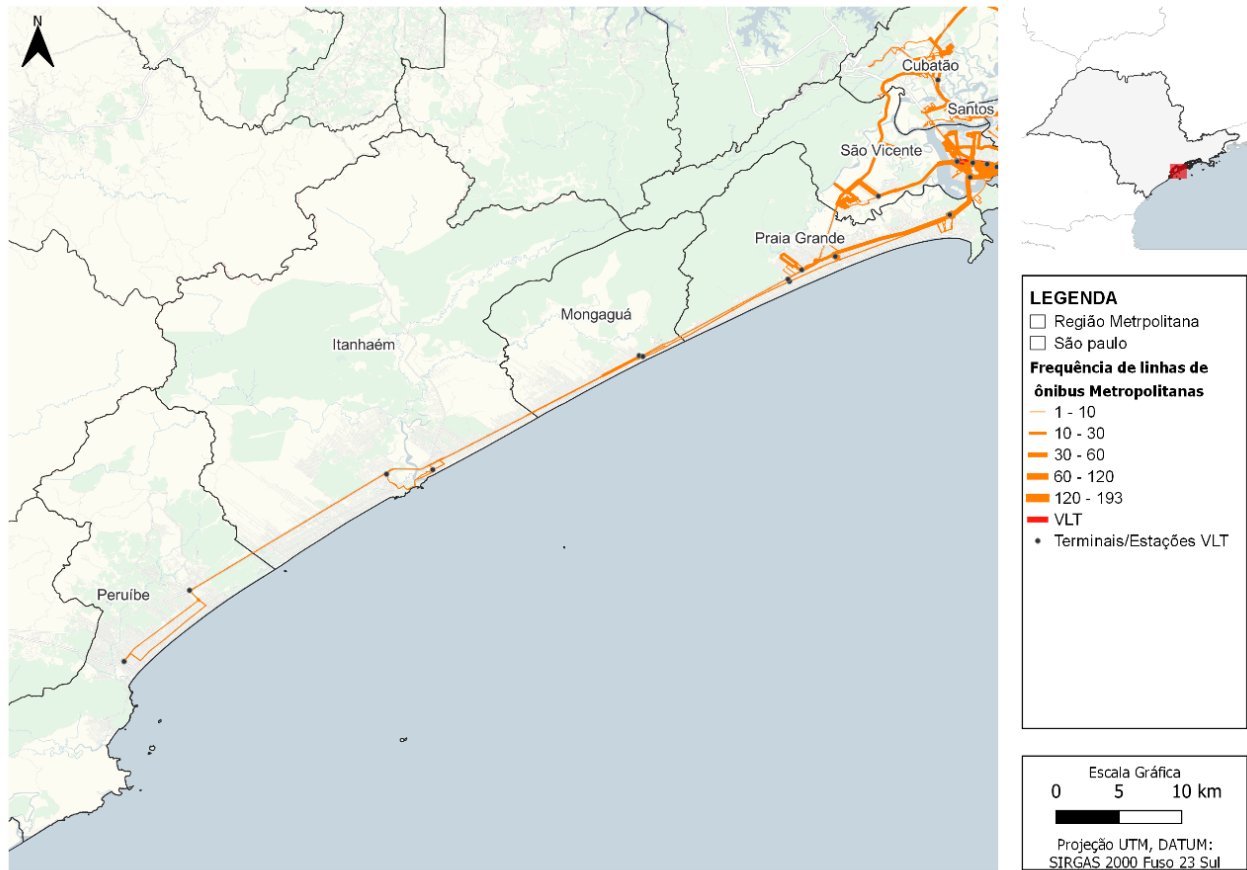 N
Cubatão
Santos
São Vicente
Praia Grande
Mongaguá
Itanhaém
Peruíbe
LEGENDA
Região Metrpolitana
São paulo
Frequência de linhas de
ônibus Metropolitanas
1 - 10
10 - 30
30 - 60
60 - 120
120 - 193
VLT
Terminais/Estações VLT
Escala Gráfica
0 5 10 km
Projeção UTM, DATUM:
SIRGAS 2000 Fuso 23 Sul